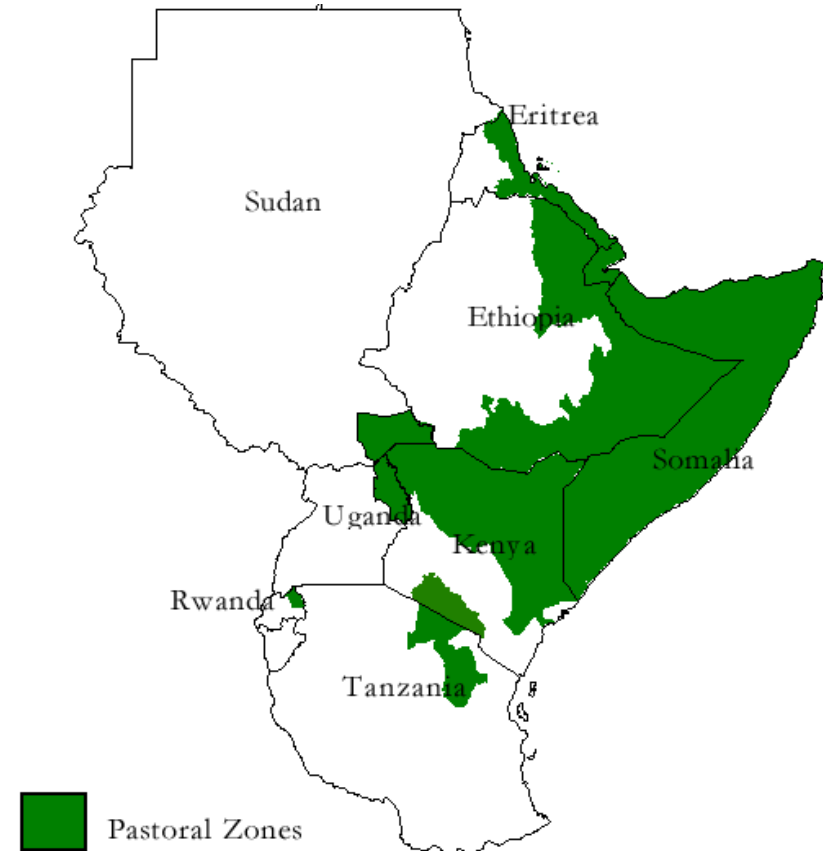 Eritrea
Sudan
Ethiopia
Somalia
Uganda
Kenya
Rwanda
Tanzania
Pastoral Zones